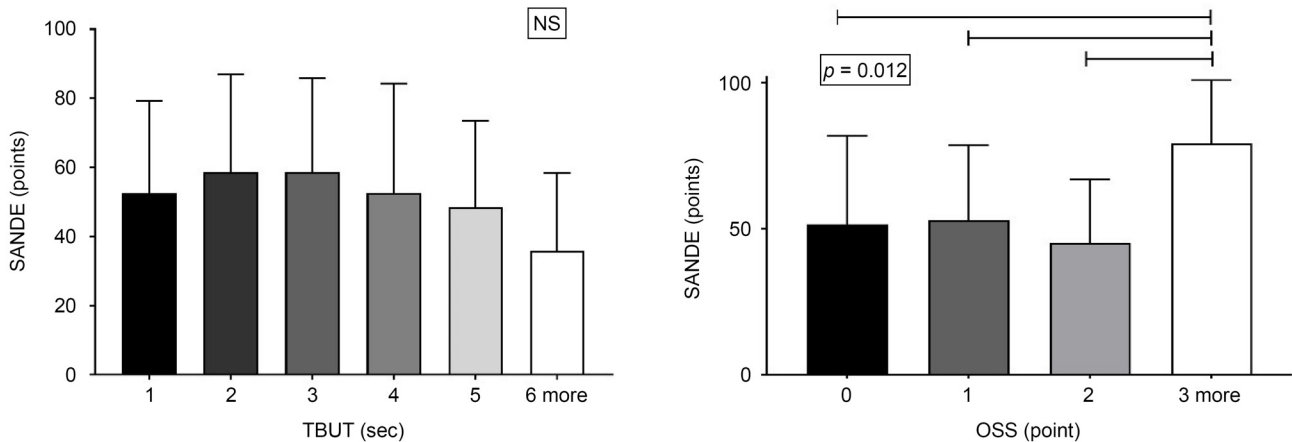 NS
100
80
60
40
20
0
SANDE (points)
1 2 3 4 5 6 more
TBUT (sec)
p = 0.012
100
50
0
SANDE (points)
0 1 2 3 more
OSS (point)